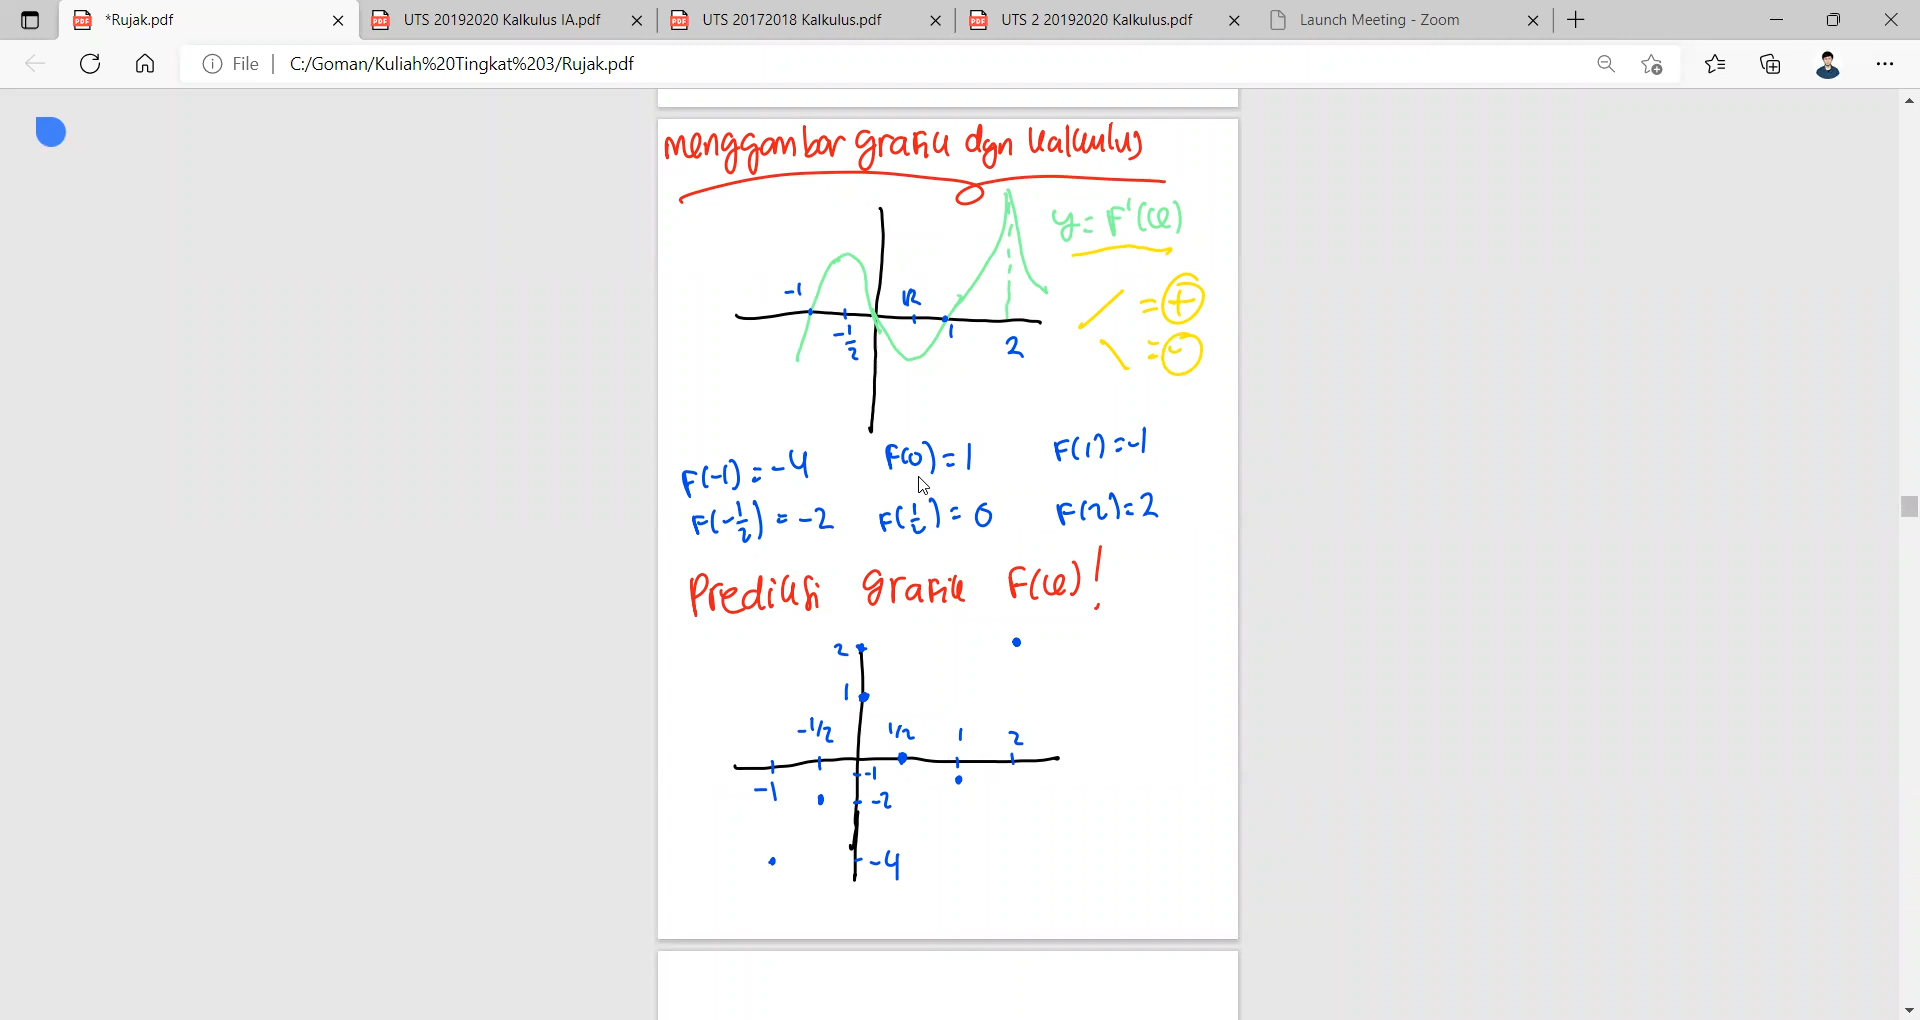 *Rujak.pdf
UTS 20192020 Kalkulus IA.pdf
UTS 20172018 Kalkulus.pdf
UTS 2 20192020 Kalkulus.pdf
Launch Meeting - Zoom
File
C:/Goman/Kuliah%20Tingkat%203/Rujak.pdf
menggambar grafik dgn kalkulus
y = F'(x)
-1
1/2
-1/2
1
2
= +
= -
F(-1) = -4 F(0) = 1 F(1) = -1
F(-1/2) = -2 F(1/2) = 0 F(2) = 2
Prediksi grafik F(x)!
2
1
-1/2 1/2 1 2
-1
-1
-2
-4